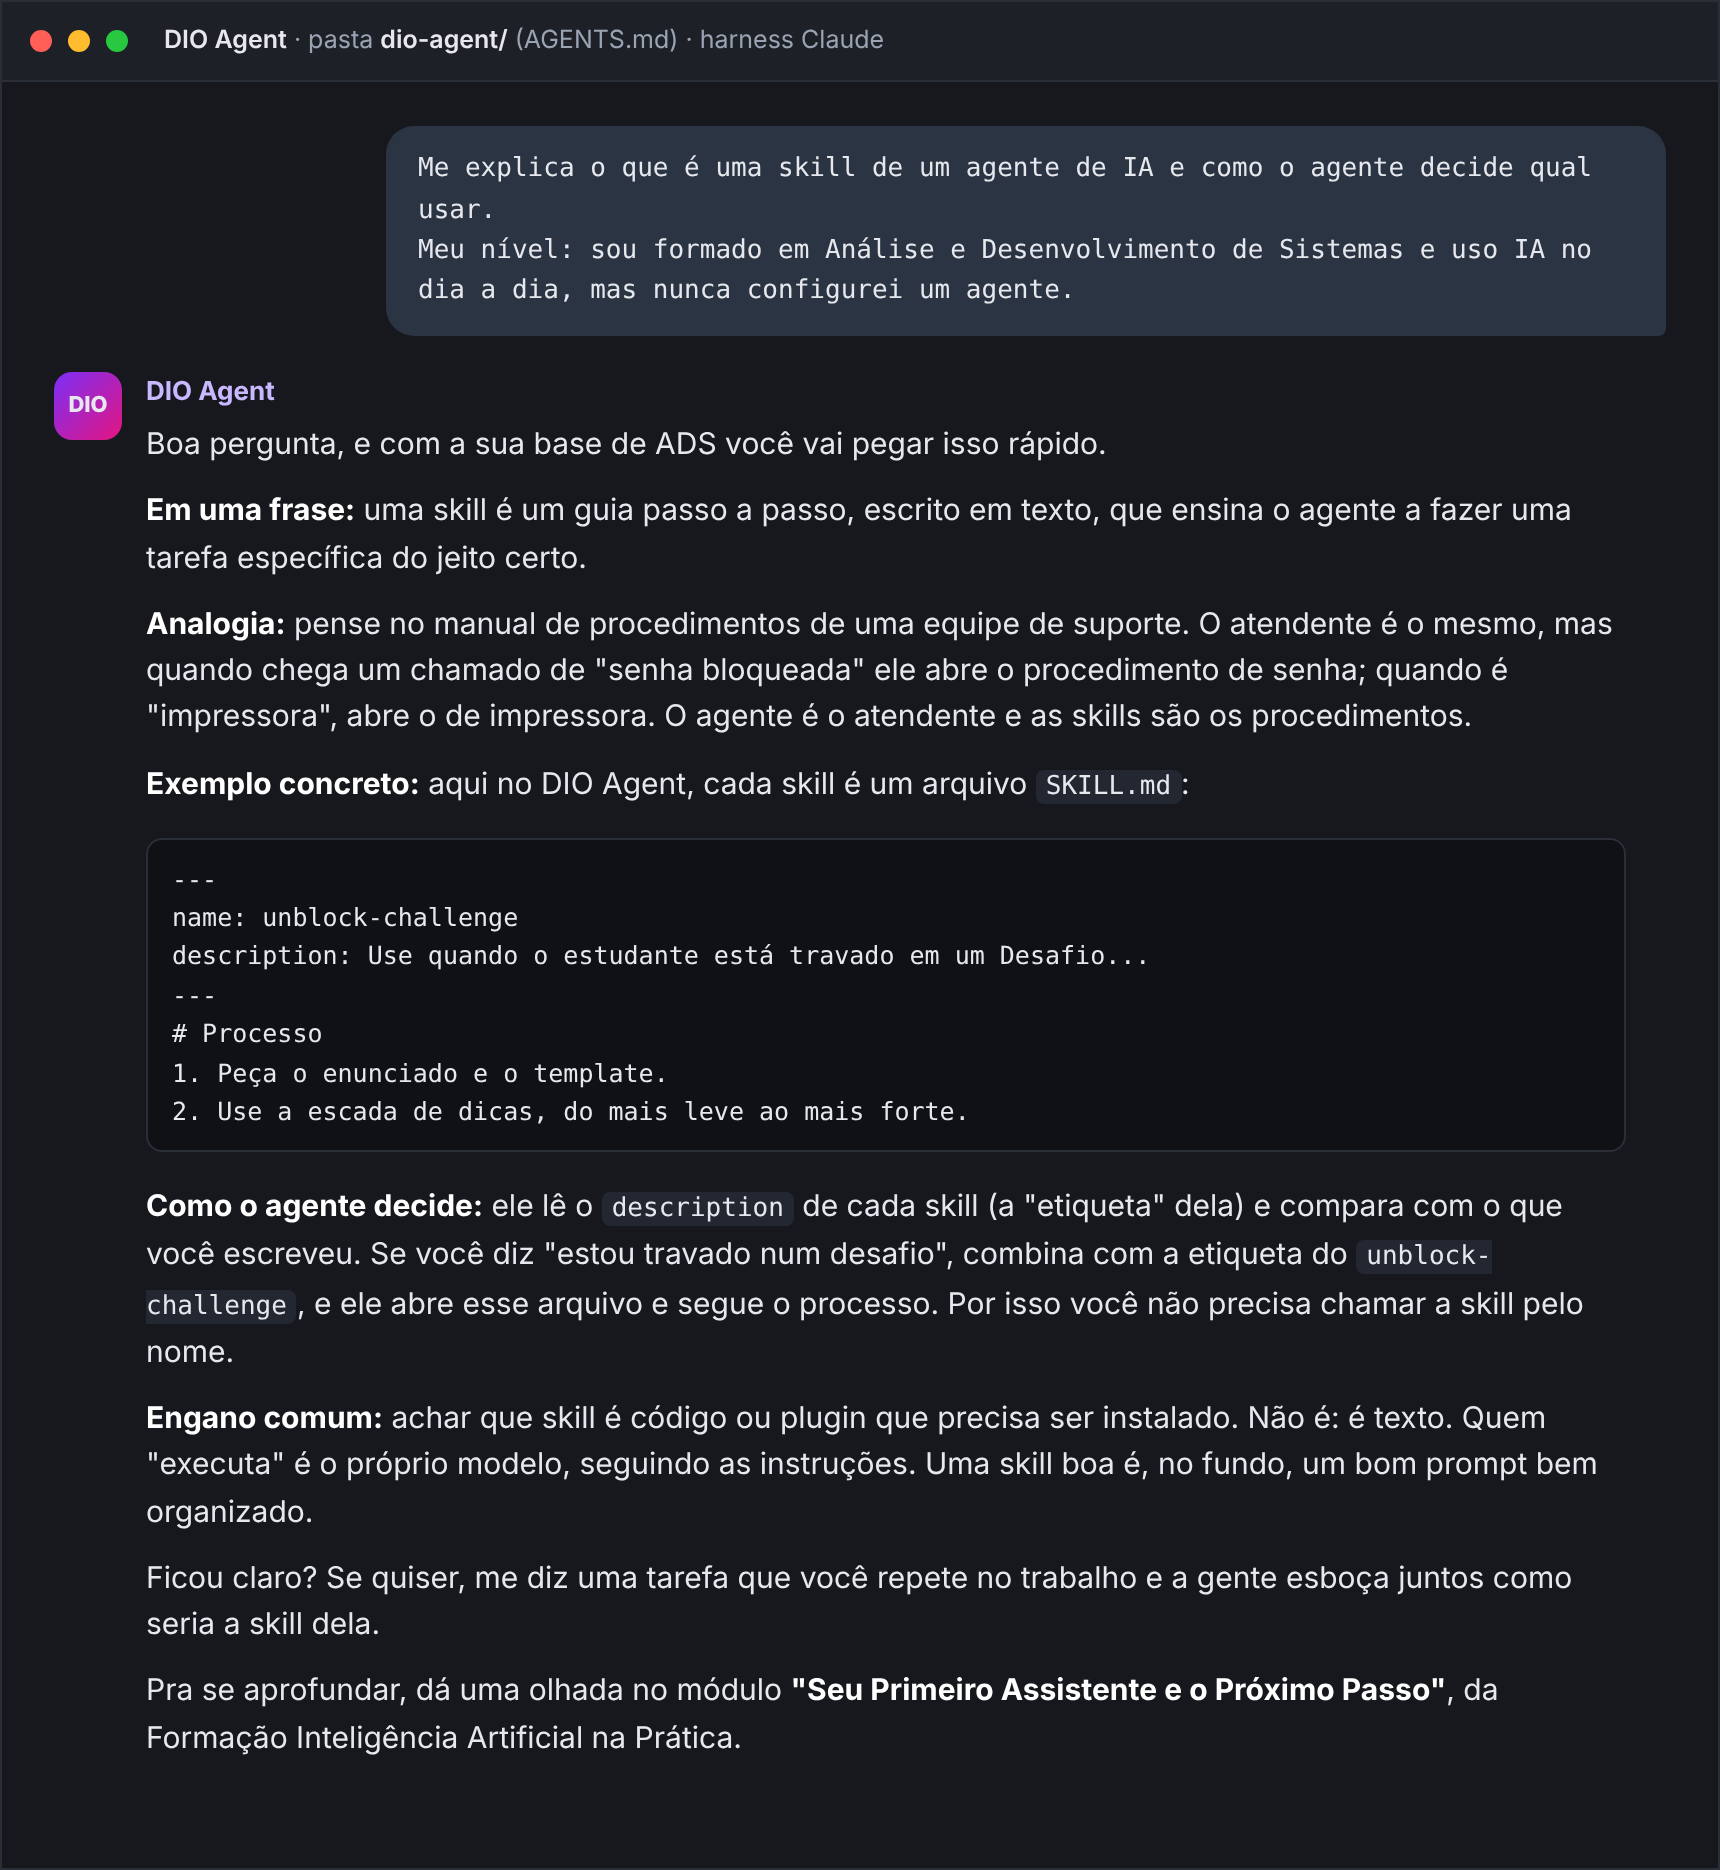 DIO Agent · pasta dio-agent/ (AGENTS.md) · harness Claude
Me explica o que é uma skill de um agente de IA e como o agente decide qual
usar.
Meu nível: sou formado em Análise e Desenvolvimento de Sistemas e uso IA no
dia a dia, mas nunca configurei um agente.
DIO
DIO Agent
Boa pergunta, e com a sua base de ADS você vai pegar isso rápido.
Em uma frase: uma skill é um guia passo a passo, escrito em texto, que ensina o agente a fazer uma
tarefa específica do jeito certo.
Analogia: pense no manual de procedimentos de uma equipe de suporte. O atendente é o mesmo, mas
quando chega um chamado de "senha bloqueada" ele abre o procedimento de senha; quando é
"impressora", abre o de impressora. O agente é o atendente e as skills são os procedimentos.
Exemplo concreto: aqui no DIO Agent, cada skill é um arquivo SKILL.md:
---
name: unblock-challenge
description: Use quando o estudante está travado em um Desafio...
---
# Processo
1. Peça o enunciado e o template.
2. Use a escada de dicas, do mais leve ao mais forte.
Como o agente decide: ele lê o description de cada skill (a "etiqueta" dela) e compara com o que
você escreveu. Se você diz "estou travado num desafio", combina com a etiqueta do unblock-
challenge, e ele abre esse arquivo e segue o processo. Por isso você não precisa chamar a skill pelo
nome.
Engano comum: achar que skill é código ou plugin que precisa ser instalado. Não é: é texto. Quem
"executa" é o próprio modelo, seguindo as instruções. Uma skill boa é, no fundo, um bom prompt bem
organizado.
Ficou claro? Se quiser, me diz uma tarefa que você repete no trabalho e a gente esboça juntos como
seria a skill dela.
Pra se aprofundar, dá uma olhada no módulo "Seu Primeiro Assistente e o Próximo Passo", da
Formação Inteligência Artificial na Prática.